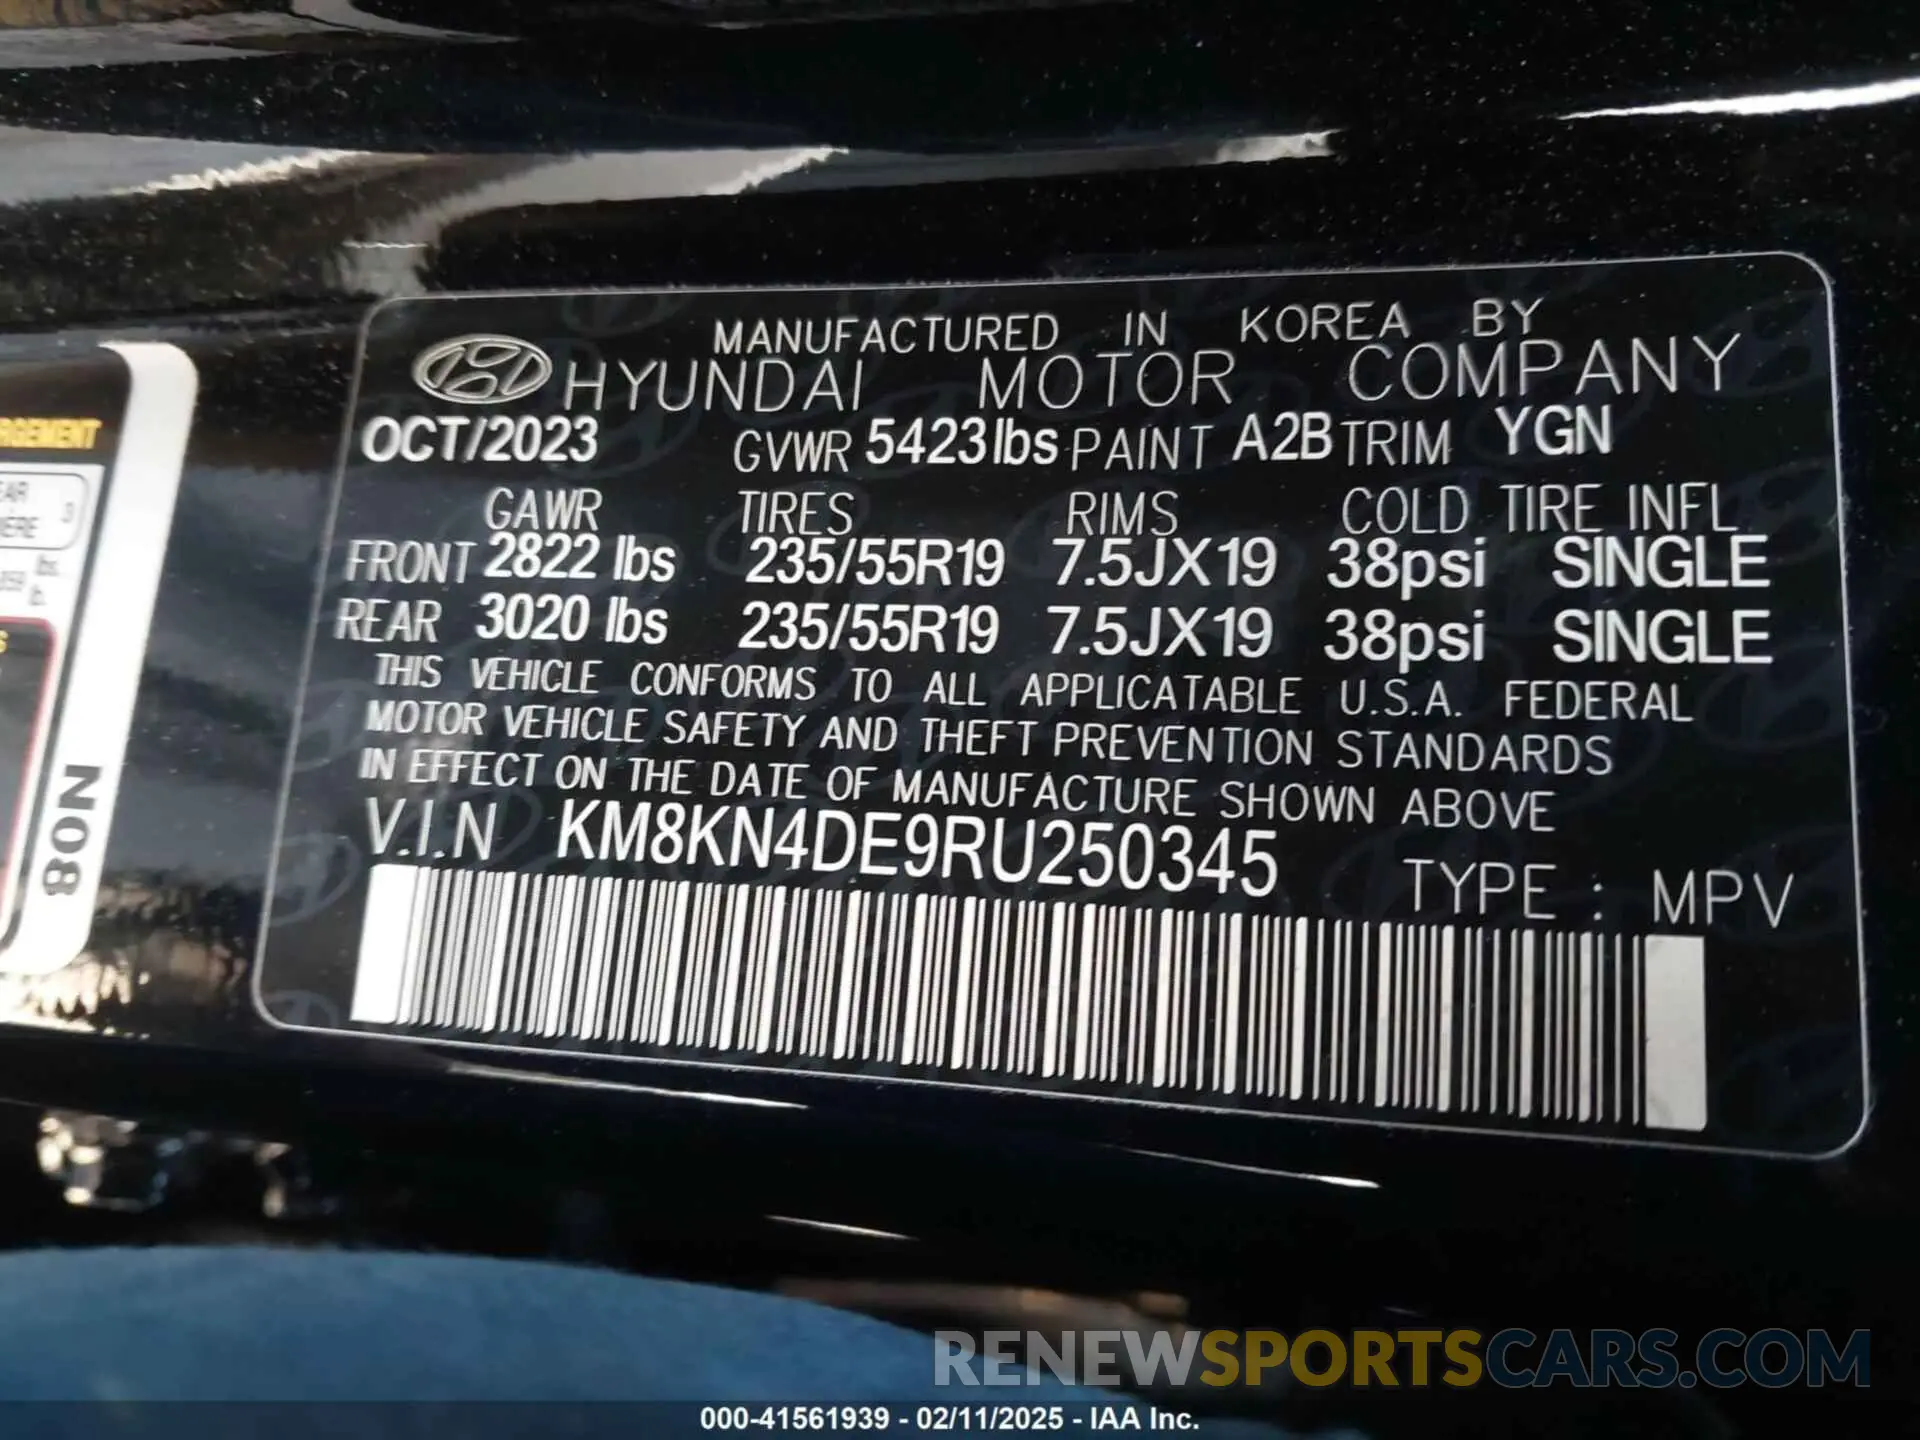 MANUFACTURED IN KOREA BY
HYUNDAI MOTOR COMPANY
OCT/2023 GVWR 5423lbs PAINT A2B TRIM YGN
GAWR TIRES RIMS COLD TIRE INFL
FRONT 2822 lbs 235/55R19 7.5JX19 38psi SINGLE
REAR 3020 lbs 235/55R19 7.5JX19 38psi SINGLE
THIS VEHICLE CONFORMS TO ALL APPLICATABLE U.S.A. FEDERAL
MOTOR VEHICLE SAFETY AND THEFT PREVENTION STANDARDS
IN EFFECT ON THE DATE OF MANUFACTURE SHOWN ABOVE
V.I.N KM8KN4DE9RU250345
TYPE : MPV
3
lbs.
80N
RENEWSPORTSCARS.COM
000-41561939 - 02/11/2025 - IAA Inc.